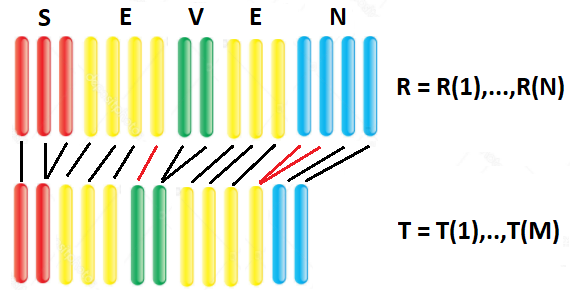 S E V E N
R = R(1),...,R(N)
T = T(1),..,T(M)